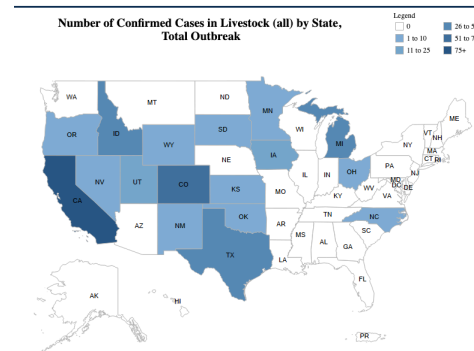 Number of Confirmed Cases in Livestock (all) by State,
Total Outbreak
Legend
0
1 to 10
11 to 25
26 to 5
51 to 7
75+
WA
MT
ND
MN
ME
OR
ID
SD
WI
VT
NH
WY
MI
NY
MA
CT RI
NE
IA
PA
NJ
NV
UT
CO
IL
IN
OH
MD
DC
DE
CA
KS
MO
WV
VA
KY
AZ
NM
OK
AR
TN
NC
SC
MS
AL
GA
TX
LA
FL
AK
HI
PR